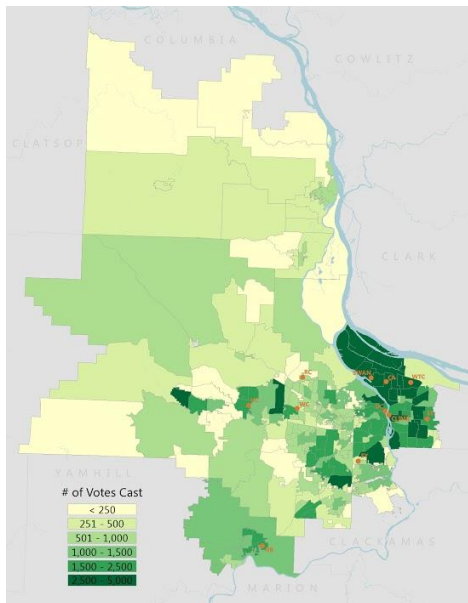 COLUMBIA
COWLITZ
CLATSOP
CLARK
WTC
YAMHILL
# of Votes Cast
< 250
251 - 500
501 - 1,000
1,000 - 1,500
1,500 - 2,500
2,500 - 5,000
CLACKAMAS
MARION